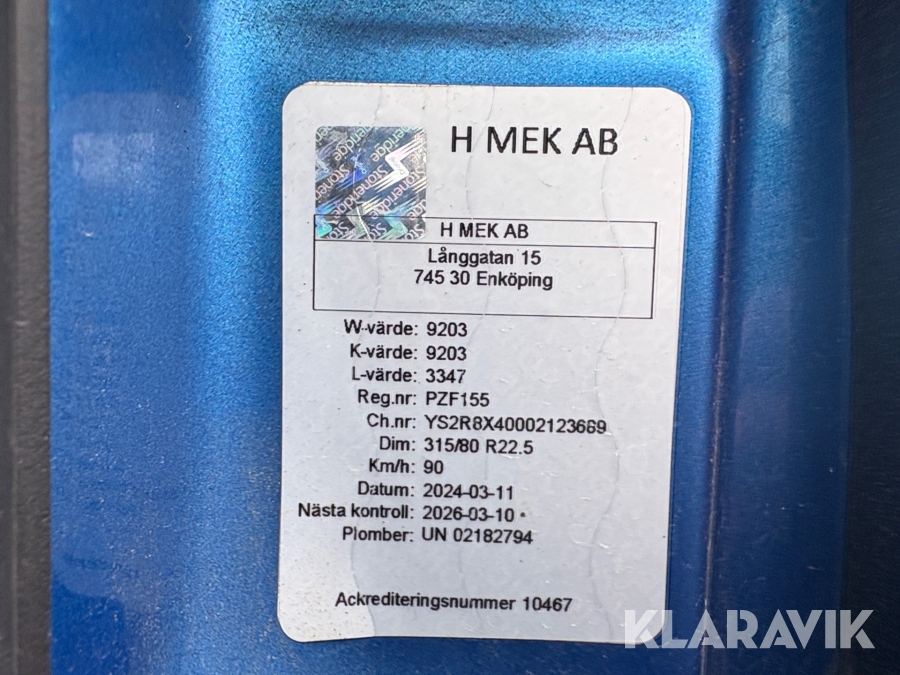 H MEK AB
Stoneridge
H MEK AB
Långgatan 15
745 30 Enköping
W-värde: 9203
K-värde: 9203
L-värde: 3347
Reg.nr: PZF155
Ch.nr: YS2R8X40002123669
Dim: 315/80 R22.5
Km/h: 90
Datum: 2024-03-11
Nästa kontroll: 2026-03-10
Plomber: UN 02182794
Ackrediteringsnummer 10467
KLARAVIK